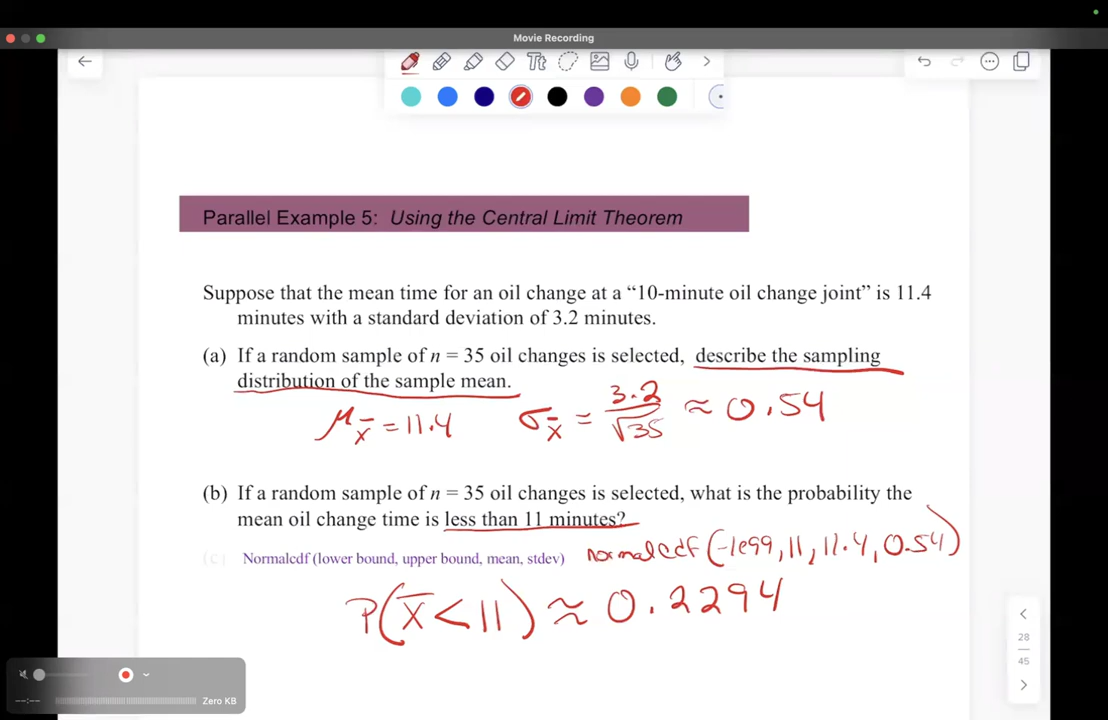 Movie Recording
Tt
Parallel Example 5: Using the Central Limit Theorem
Suppose that the mean time for an oil change at a “10-minute oil change joint” is 11.4
minutes with a standard deviation of 3.2 minutes.
(a) If a random sample of n = 35 oil changes is selected, describe the sampling
distribution of the sample mean.
μx̄ = 11.4 σx̄ = 3.2/√35 ≈ 0.54
(b) If a random sample of n = 35 oil changes is selected, what is the probability the
mean oil change time is less than 11 minutes?
(c) Normalcdf (lower bound, upper bound, mean, stdev) normalcdf (-1e99, 11, 11.4, 0.54)
P(x̄ < 11) ≈ 0.2294
28
45
--:--
Zero KB